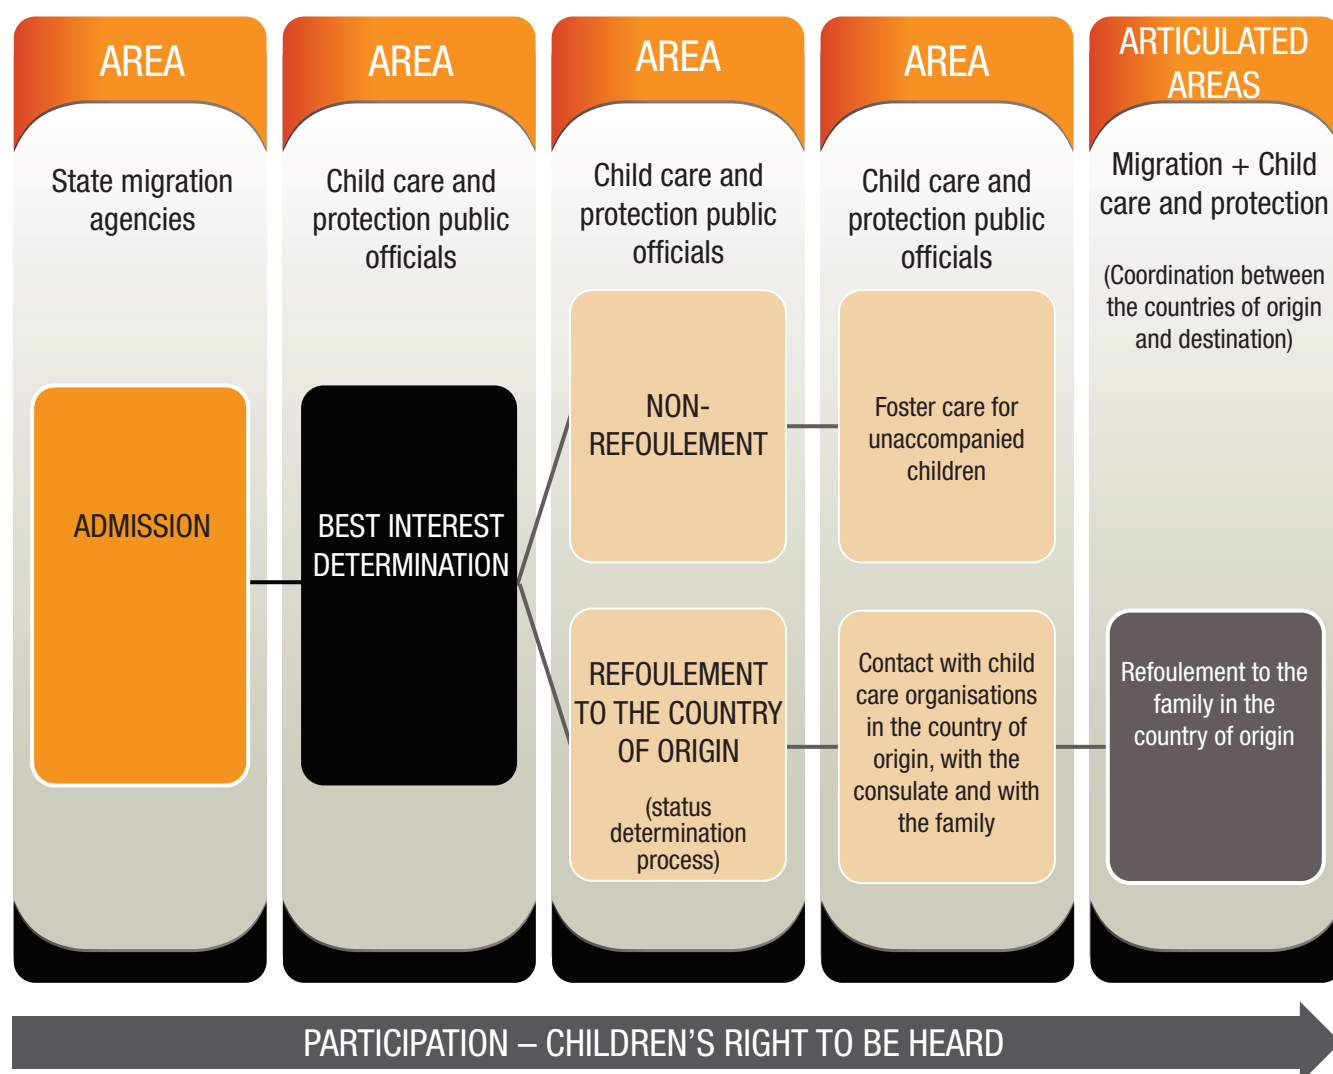 AREA
State migration
agencies
ADMISSION
AREA
Child care and
protection public
officials
BEST INTEREST
DETERMINATION
AREA
Child care and
protection public
officials
NON-
REFOULEMENT
REFOULEMENT
TO THE COUNTRY
OF ORIGIN
(status
determination
process)
AREA
Child care and
protection public
officials
Foster care for
unaccompanied
children
Contact with child
care organisations
in the country of
origin, with the
consulate and with
the family
ARTICULATED
AREAS
Migration + Child
care and protection
(Coordination between
the countries of origin
and destination)
Refoulement to the
family in the
country of origin
PARTICIPATION – CHILDREN’S RIGHT TO BE HEARD